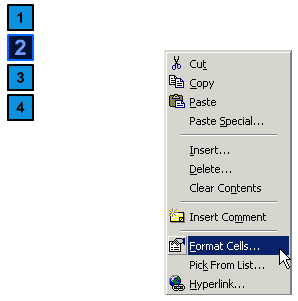 1
2
3
4
Cut
Copy
Paste
Paste Special...
Insert...
Delete...
Clear Contents
Insert Comment
Format Cells...
Pick From List...
Hyperlink...